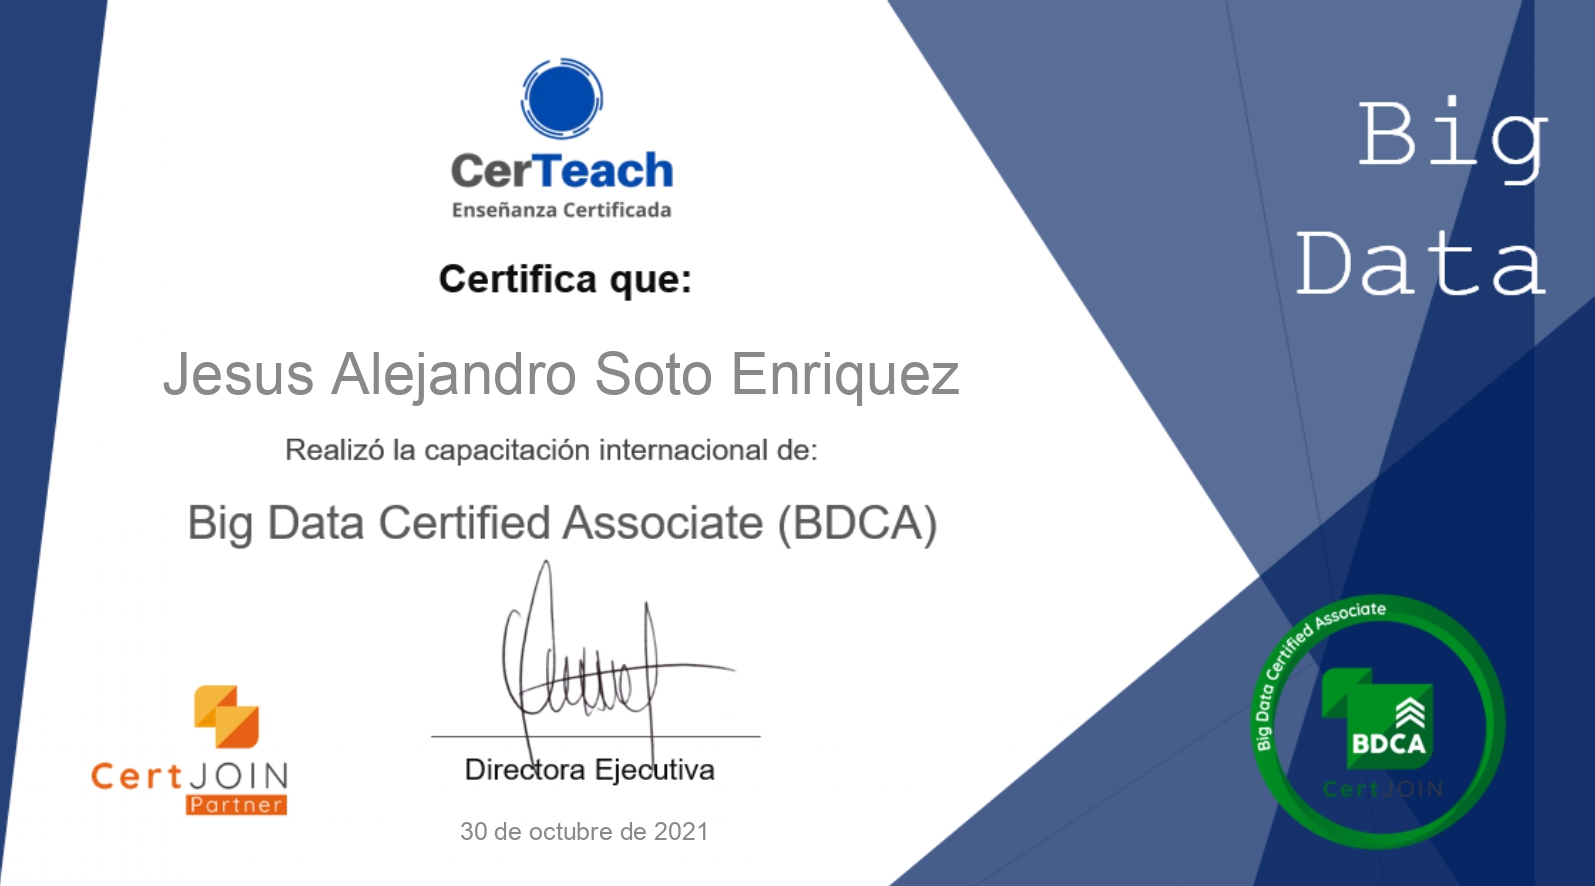 Big
Data
CerTeach
Enseñanza Certificada
Certifica que:
Jesus Alejandro Soto Enriquez
Realizó la capacitación internacional de:
Big Data Certified Associate (BDCA)
CertJOIN
Partner
Directora Ejecutiva
30 de octubre de 2021
Big Data Certified Associate
BDCA
CertJOIN